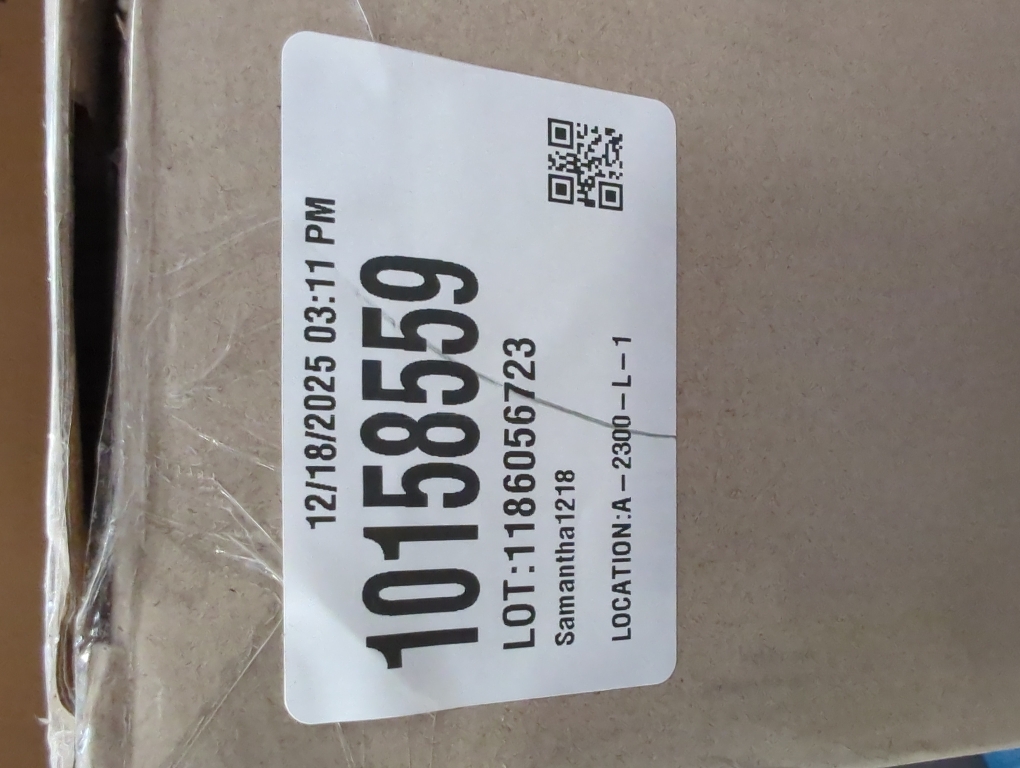 12/18/2025 03:11 PM
10158559
LOT:1186056723
Samantha1218
LOCATION:A-2300-L-1